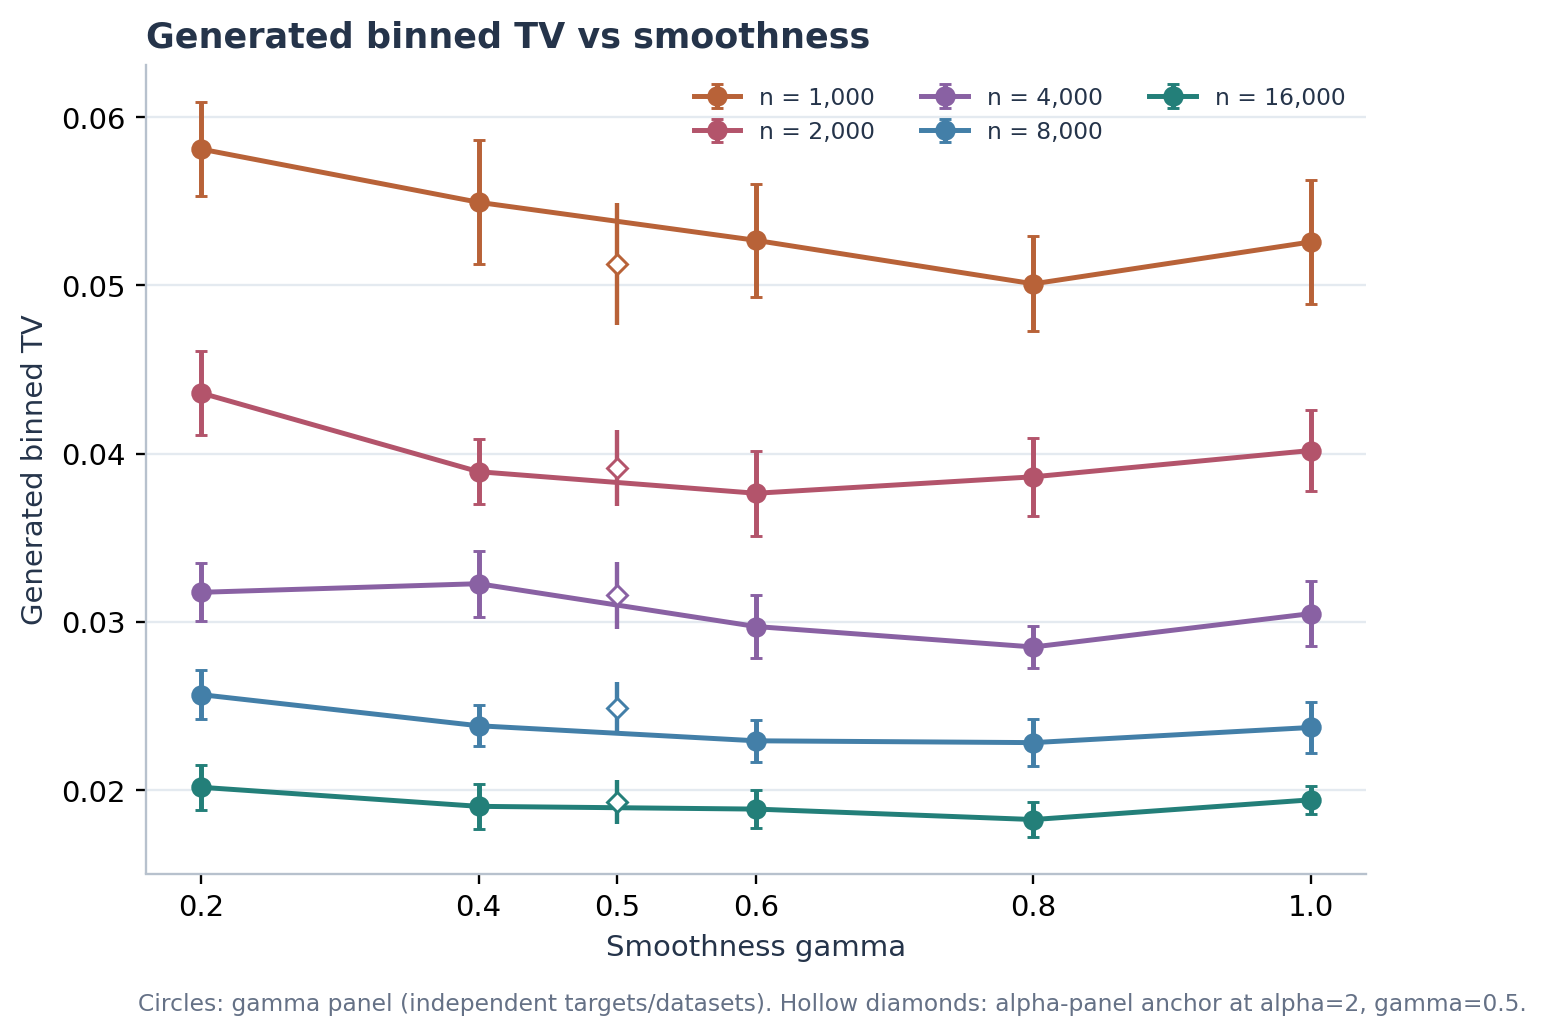 Generated binned TV vs smoothness
n = 1,000
n = 2,000
n = 4,000
n = 8,000
n = 16,000
Generated binned TV
0.06
0.05
0.04
0.03
0.02
0.2 0.4 0.5 0.6 0.8 1.0
Smoothness gamma
Circles: gamma panel (independent targets/datasets). Hollow diamonds: alpha-panel anchor at alpha=2, gamma=0.5.